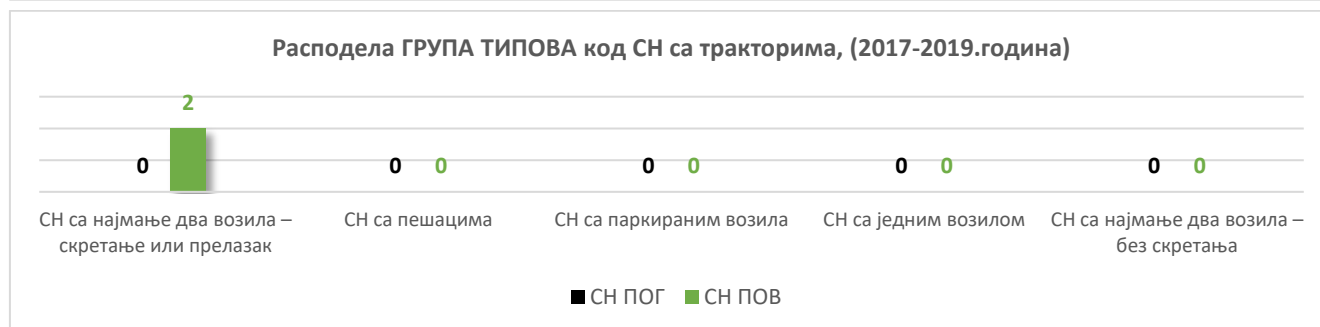 Расподела ГРУПА ТИПОВА код СН са тракторима, (2017-2019.година)
2
0
0 0
0 0
0 0
0 0
СН са најмање два возила –
скретање или прелазак
СН са пешацима
СН са паркираним возила
СН са једним возилом
СН са најмање два возила –
без скретања
СН ПОГ СН ПОВ